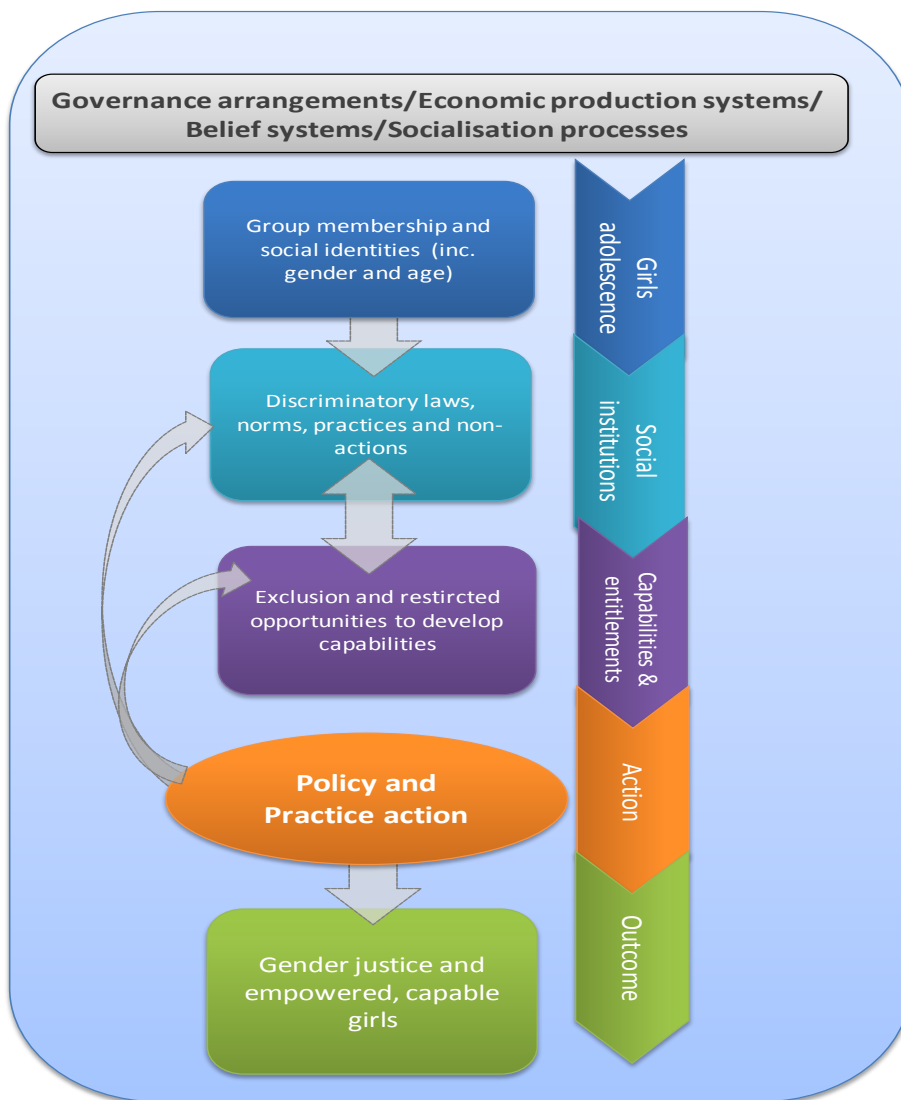 Governance arrangements/Economic production systems/
Belief systems/Socialisation processes
Group membership and
social identities (inc.
gender and age)
Girls
adolescence
Discriminatory laws,
norms, practices and non-
actions
Social
institutions
Exclusion and restircted
opportunities to develop
capabilities
Capabilities &
entitlements
Policy and
Practice action
Action
Gender justice and
empowered, capable
girls
Outcome